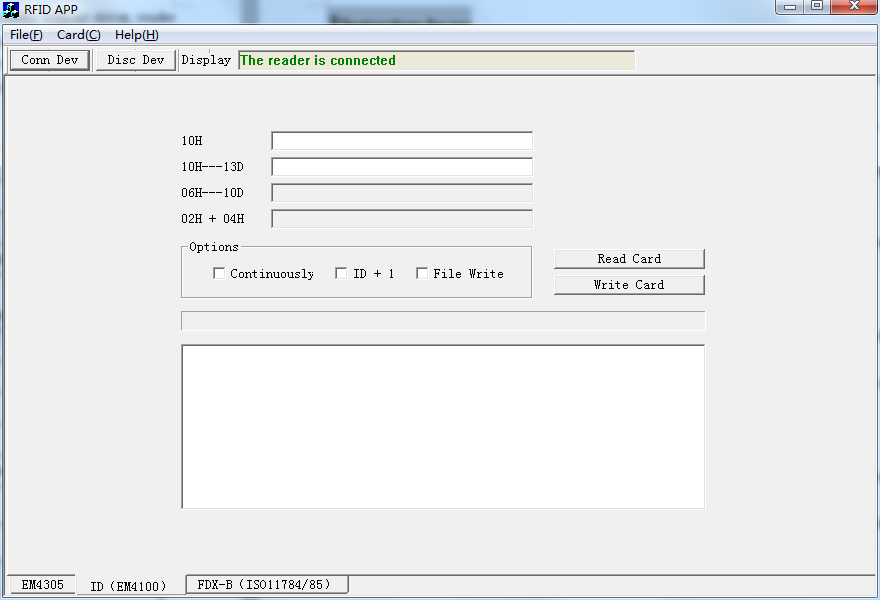 RFID APP
File(F) Card(C) Help(H)
Conn Dev Disc Dev Display The reader is connected
10H
10H---13D
06H---10D
02H + 04H
Options
Continuously ID + 1 File Write
Read Card
Write Card
EM4305 ID（EM4100） FDX-B（ISO11784/85）